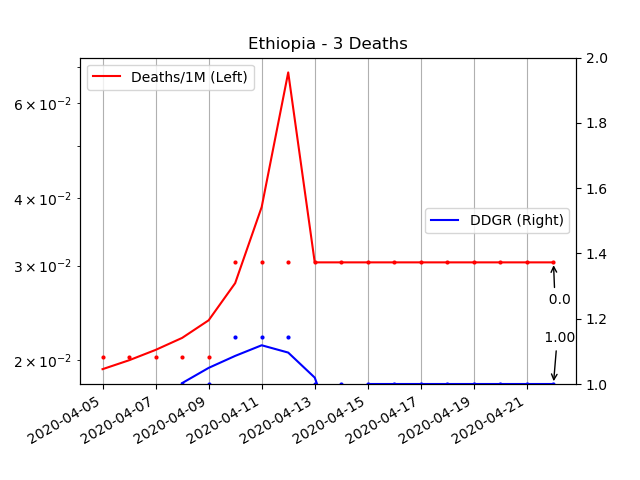 Ethiopia - 3 Deaths
Deaths/1M (Left)
DDGR (Right)
6 × 10⁻²
4 × 10⁻²
3 × 10⁻²
2 × 10⁻²
2.0
1.8
1.6
1.4
1.2
1.0
0.0
1.00
2020-04-05
2020-04-07
2020-04-09
2020-04-11
2020-04-13
2020-04-15
2020-04-17
2020-04-19
2020-04-21